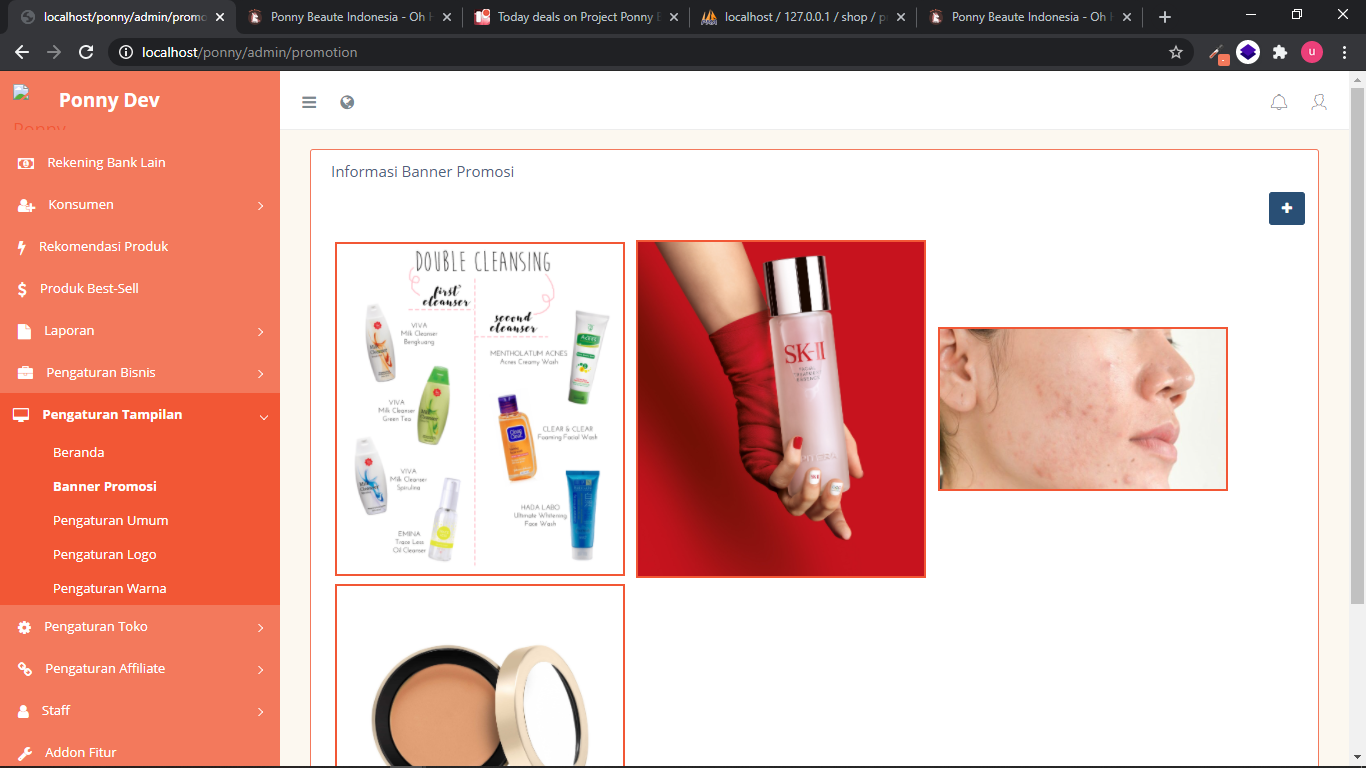 localhost/ponny/admin/promo
Ponny Beaute Indonesia - Oh H
Today deals on Project Ponny B
localhost / 127.0.0.1 / shop / p
Ponny Beaute Indonesia - Oh H
localhost/ponny/admin/promotion
u
Ponny Dev
Ponny
Rekening Bank Lain
Konsumen
Rekomendasi Produk
Produk Best-Sell
Laporan
Pengaturan Bisnis
Pengaturan Tampilan
Beranda
Banner Promosi
Pengaturan Umum
Pengaturan Logo
Pengaturan Warna
Pengaturan Toko
Pengaturan Affiliate
Staff
Addon Fitur
Informasi Banner Promosi
DOUBLE CLEANSING
first
cleanser
second
cleanser
VIVA
Milk Cleanser
Bengkuang
MENTHOLATUM ACNES
Acnes Creamy Wash
VIVA
Milk Cleanser
Green Tea
CLEAR & CLEAR
Foaming Facial Wash
VIVA
Milk Cleanser
Spirulina
HADA LABO
Ultimate Whitening
Face Wash
EMINA
Trace Less
Oil Cleanser
SK-II
FACIAL
TREATMENT
ESSENCE